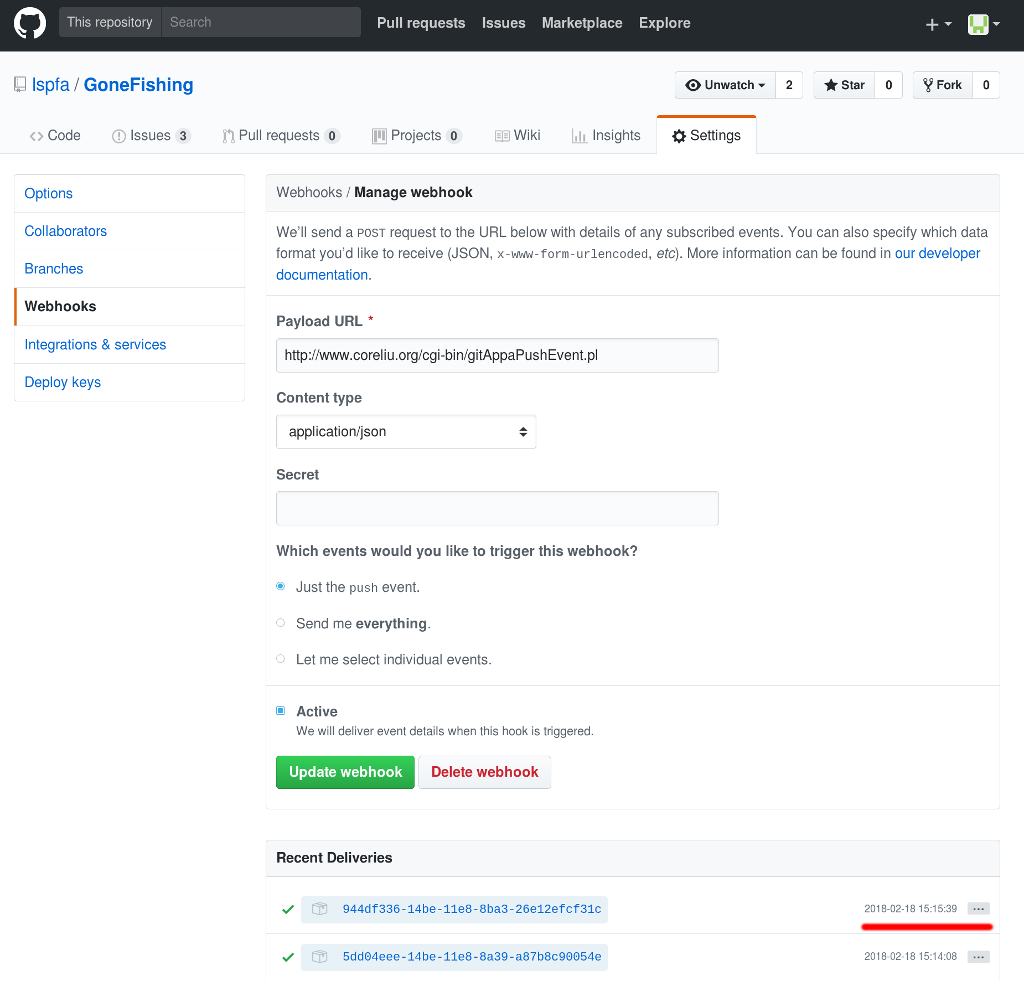 This repository Search Pull requests Issues Marketplace Explore
Ispfa / GoneFishing Unwatch 2 Star 0 Fork 0
Code Issues 3 Pull requests 0 Projects 0 Wiki Insights Settings
Options
Collaborators
Branches
Webhooks
Integrations & services
Deploy keys
Webhooks / Manage webhook
We'll send a POST request to the URL below with details of any subscribed events. You can also specify which data
format you'd like to receive (JSON, x-www-form-urlencoded, etc). More information can be found in our developer
documentation.
Payload URL *
http://www.coreliu.org/cgi-bin/gitAppaPushEvent.pl
Content type
application/json
Secret
Which events would you like to trigger this webhook?
Just the push event.
Send me everything.
Let me select individual events.
Active
We will deliver event details when this hook is triggered.
Update webhook Delete webhook
Recent Deliveries
944df336-14be-11e8-8ba3-26e12efcf31c 2018-02-18 15:15:39 ...
5dd04eee-14be-11e8-8a39-a87b8c90054e 2018-02-18 15:14:08 ...